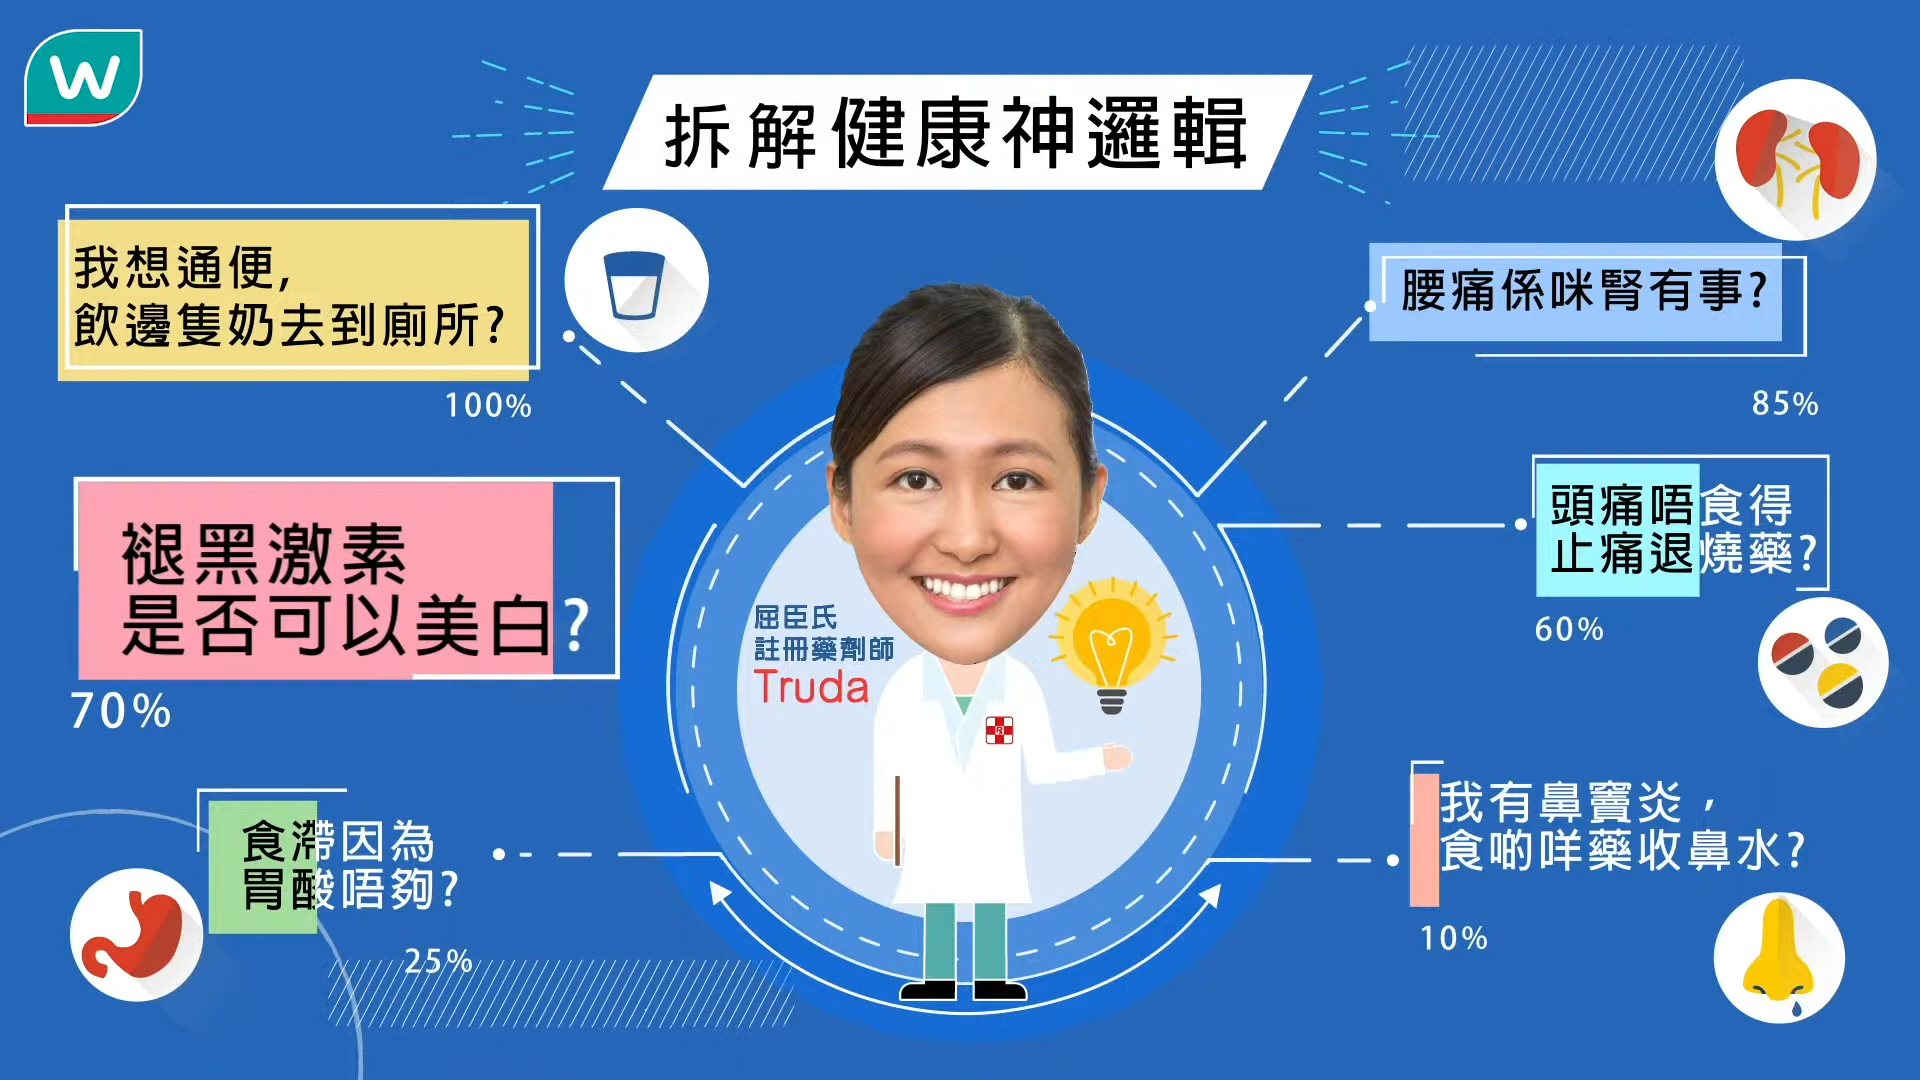 W
拆解健康神邏輯
我想通便,
飲邊隻奶去到廁所?
100%
褪黑激素
是否可以美白?
70%
食滯因為
胃酸唔夠?
25%
屈臣氏
註冊藥劑師
Truda
腰痛係咪腎有事?
85%
頭痛唔食得
止痛退燒藥?
60%
我有鼻竇炎，
食啲咩藥收鼻水?
10%